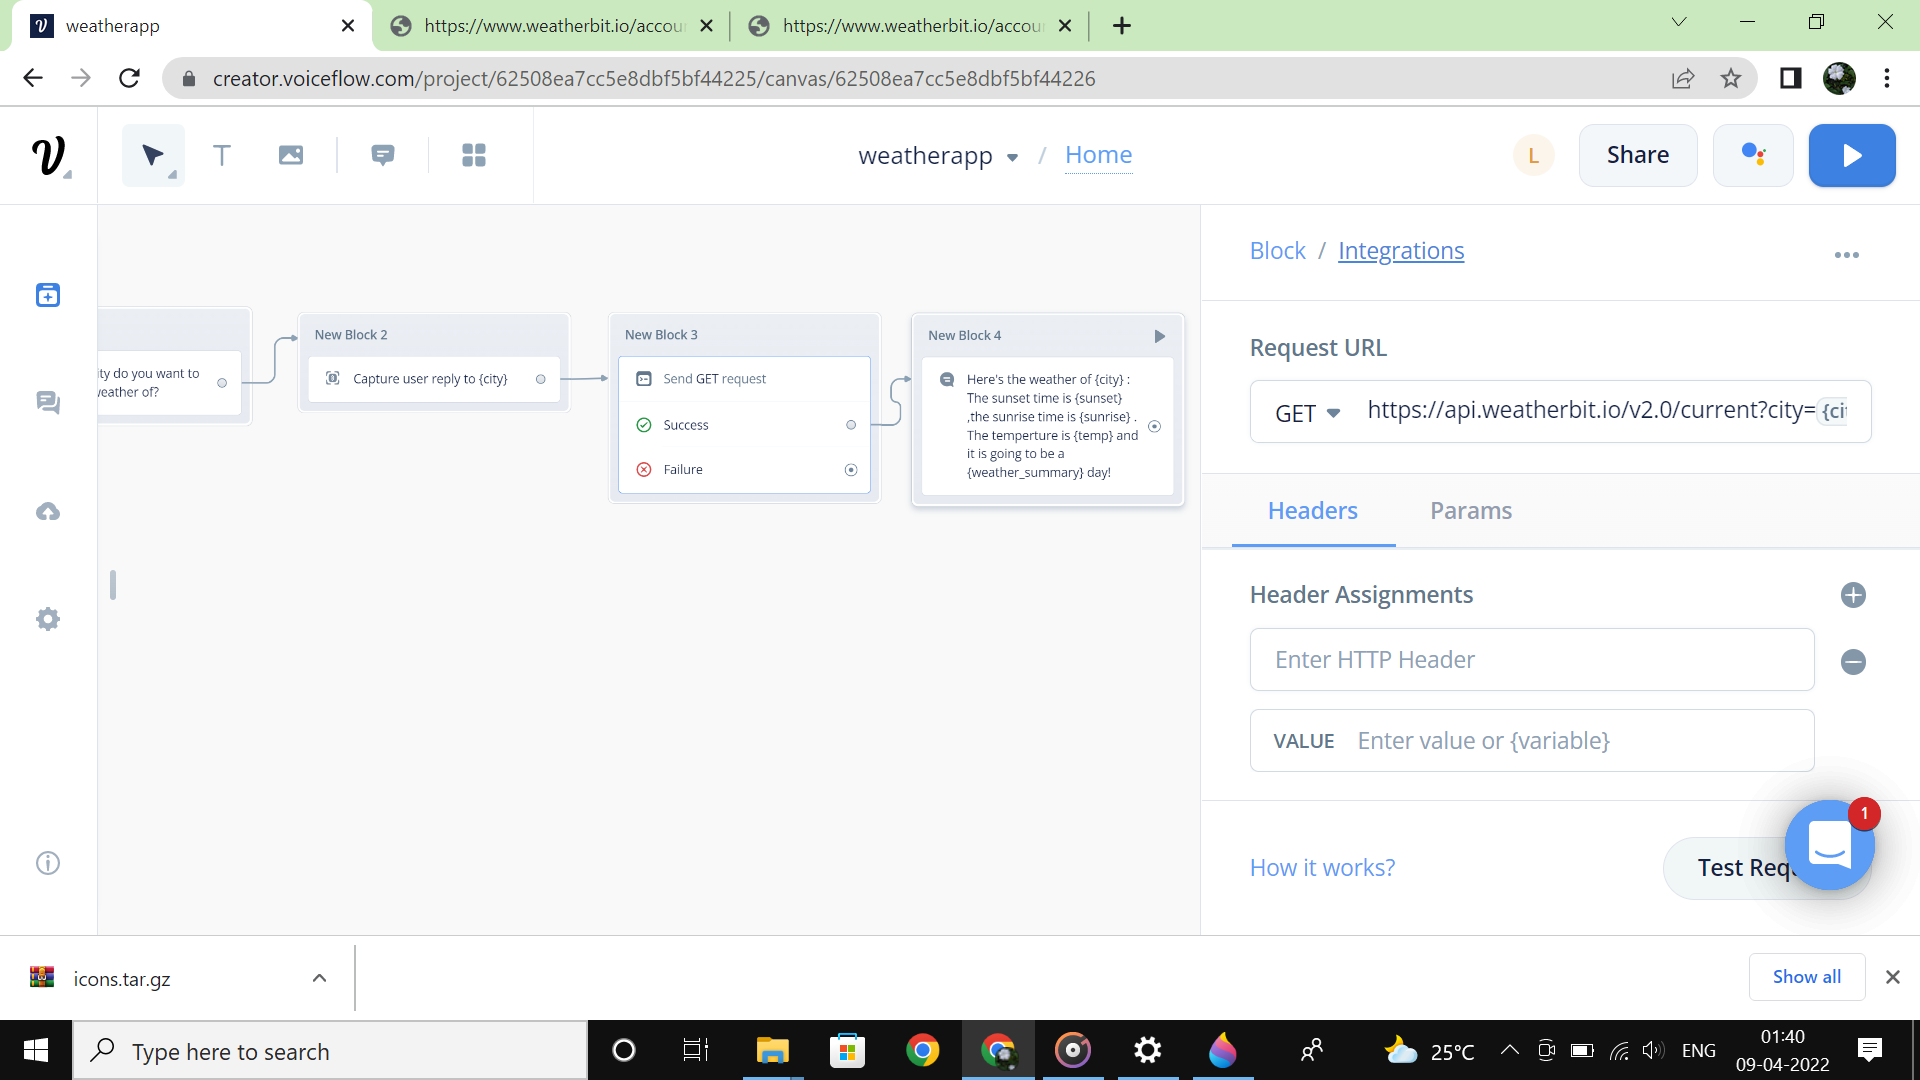 weatherapp
https://www.weatherbit.io/accou
https://www.weatherbit.io/accou
creator.voiceflow.com/project/62508ea7cc5e8dbf5bf44225/canvas/62508ea7cc5e8dbf5bf44226
weatherapp / Home
L
Share
Block / Integrations
ity do you want to
weather of?
New Block 2
Capture user reply to {city}
New Block 3
Send GET request
Success
Failure
New Block 4
Here's the weather of {city} :
The sunset time is {sunset}
,the sunrise time is {sunrise} .
The temperture is {temp} and
it is going to be a
{weather_summary} day!
Request URL
GET https://api.weatherbit.io/v2.0/current?city= {cit
Headers Params
Header Assignments
Enter HTTP Header
VALUE Enter value or {variable}
1
How it works?
Test Requ
icons.tar.gz
Show all
Type here to search
25°C
ENG
01:40
09-04-2022